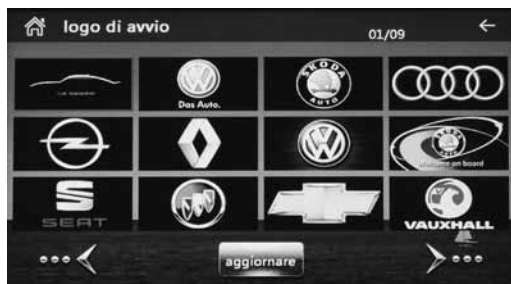 logo di avvio
01/09
Das Auto.
SKODA
AUTO
Welcome on board
SEAT
VAUXHALL
aggiornare